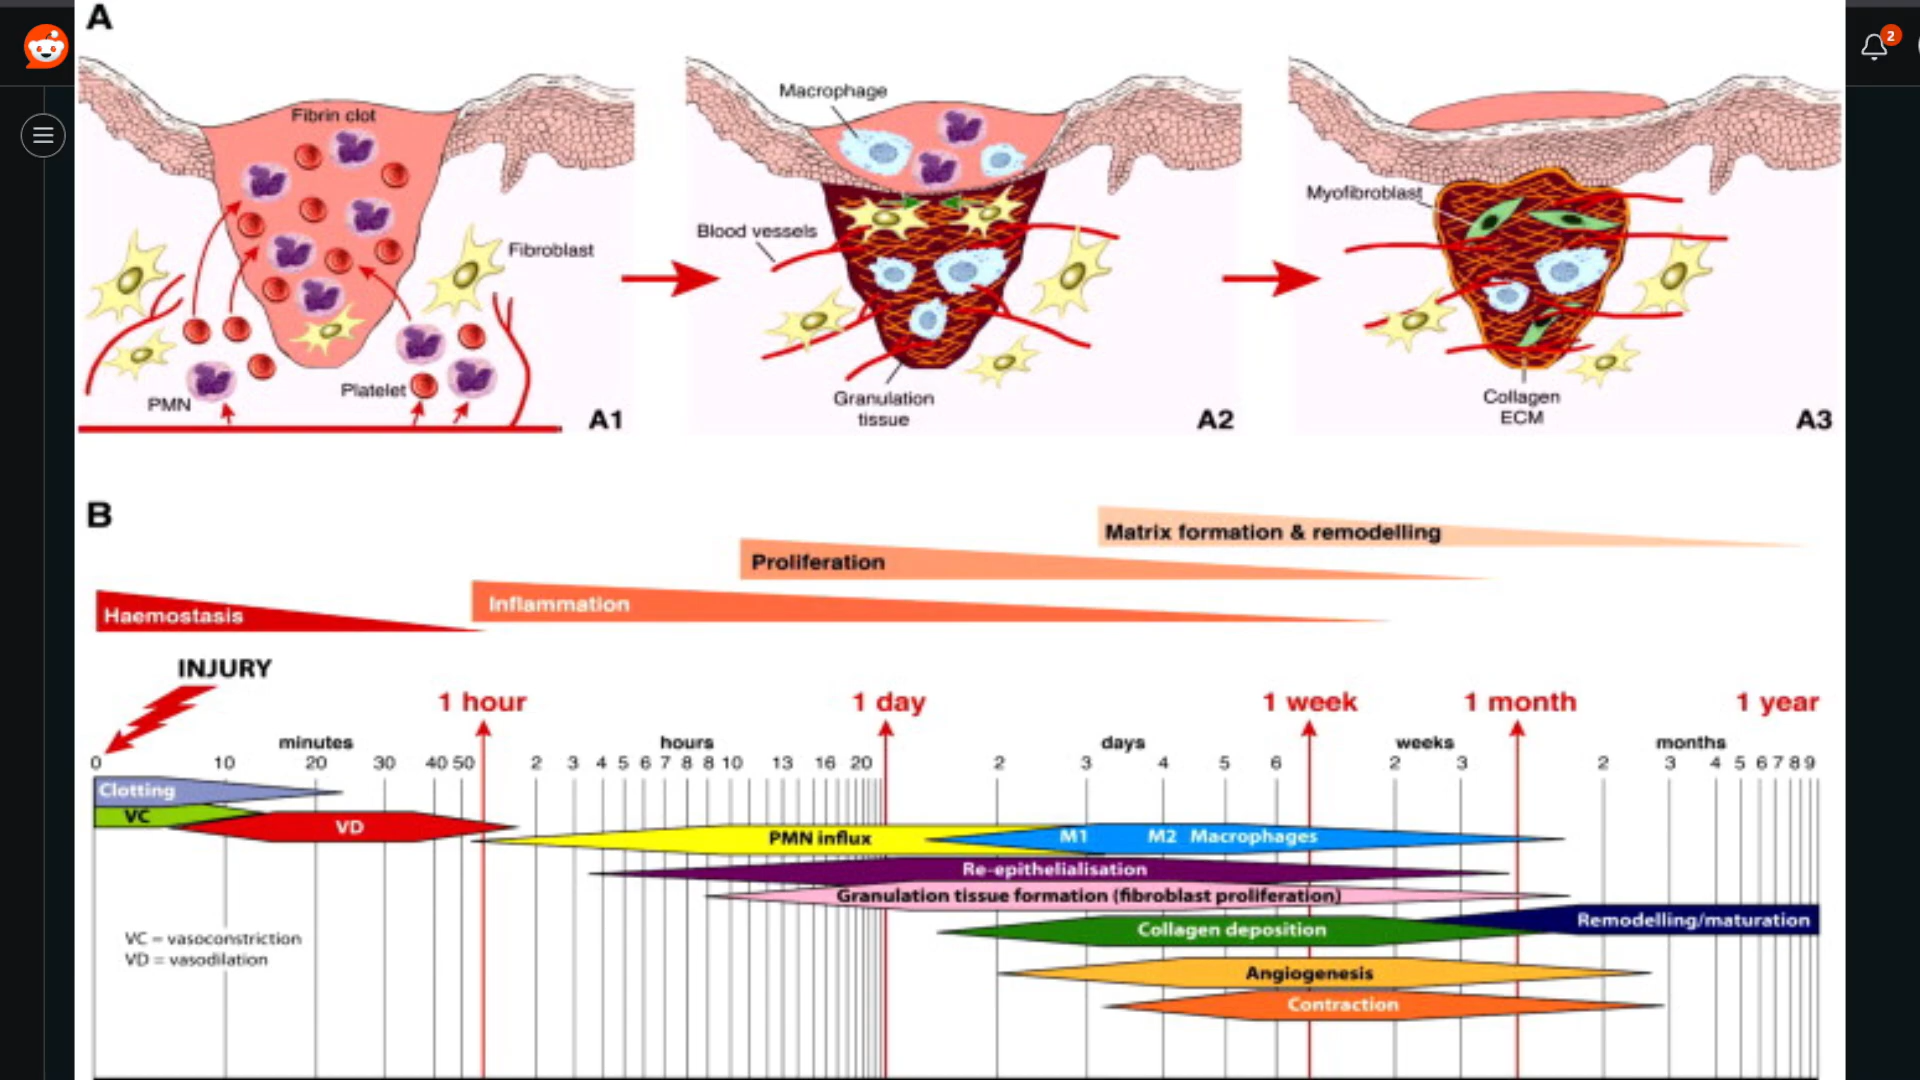 2
A
Fibrin clot
Fibroblast
PMN
Platelet
A1
Macrophage
Blood vessels
Granulation
tissue
A2
Myofibroblast
Collagen
ECM
A3
B
Matrix formation & remodelling
Proliferation
Inflammation
Haemostasis
INJURY
1 hour
1 day
1 week
1 month
1 year
minutes
hours
days
weeks
months
0 10 20 30 40 50 2 3 4 5 6 7 8 8 10 13 16 20 2 3 4 5 6 2 3 2 3 4 5 6 7 8 9
Clotting
VC
VD
PMN influx
M1 M2 Macrophages
Re-epithelialisation
Granulation tissue formation (fibroblast proliferation)
Remodelling/maturation
Collagen deposition
VC = vasoconstriction
VD = vasodilation
Angiogenesis
Contraction